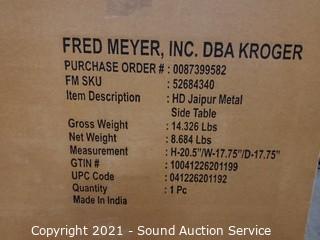 FRED MEYER, INC. DBA KROGER
PURCHASE ORDER # : 0087399582
FM SKU : 52684340
Item Description : HD Jaipur Metal
Side Table
Gross Weight : 14.326 Lbs
Net Weight : 8.684 Lbs
Measurement : H-20.5"/W-17.75"/D-17.75"
GTIN # : 10041226201199
UPC Code : 041226201192
Quantity : 1 Pc
Made In India
Copyright 2021 - Sound Auction Service